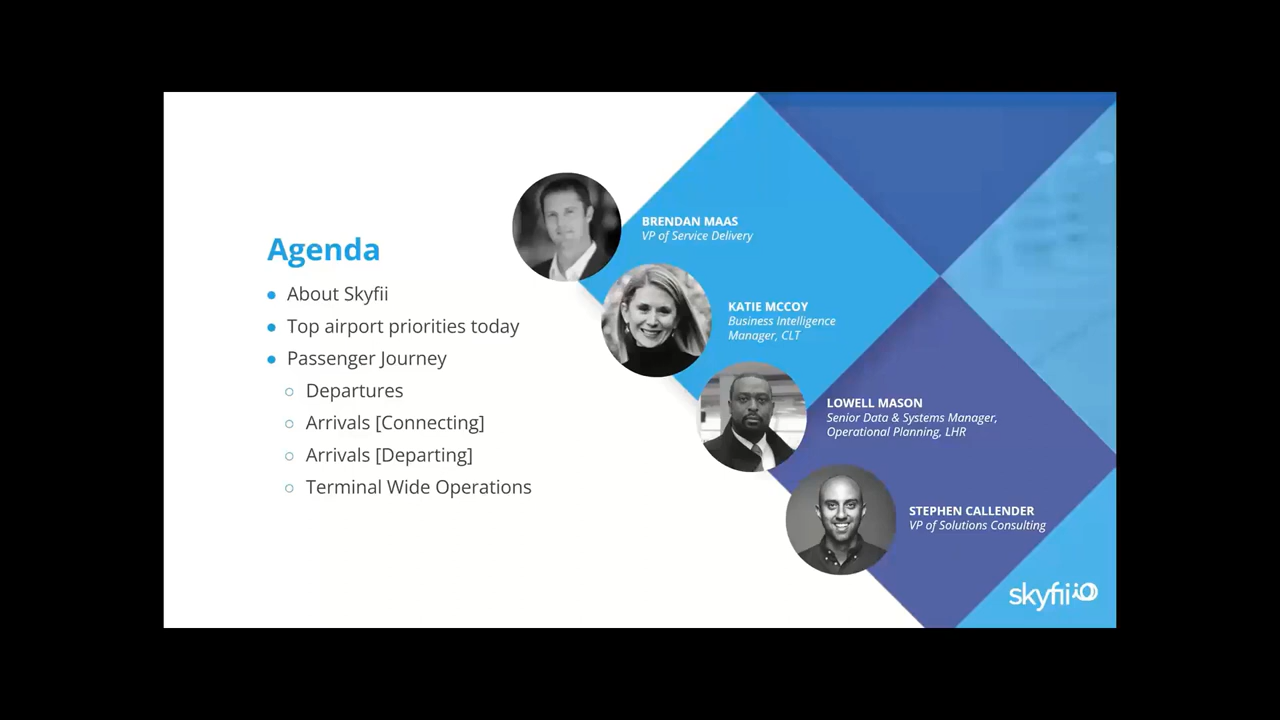 Agenda
About Skyfii
Top airport priorities today
Passenger Journey
Departures
Arrivals [Connecting]
Arrivals [Departing]
Terminal Wide Operations
BRENDAN MAAS
VP of Service Delivery
KATIE MCCOY
Business Intelligence
Manager, CLT
LOWELL MASON
Senior Data & Systems Manager,
Operational Planning, LHR
STEPHEN CALLENDER
VP of Solutions Consulting
skyfii iO